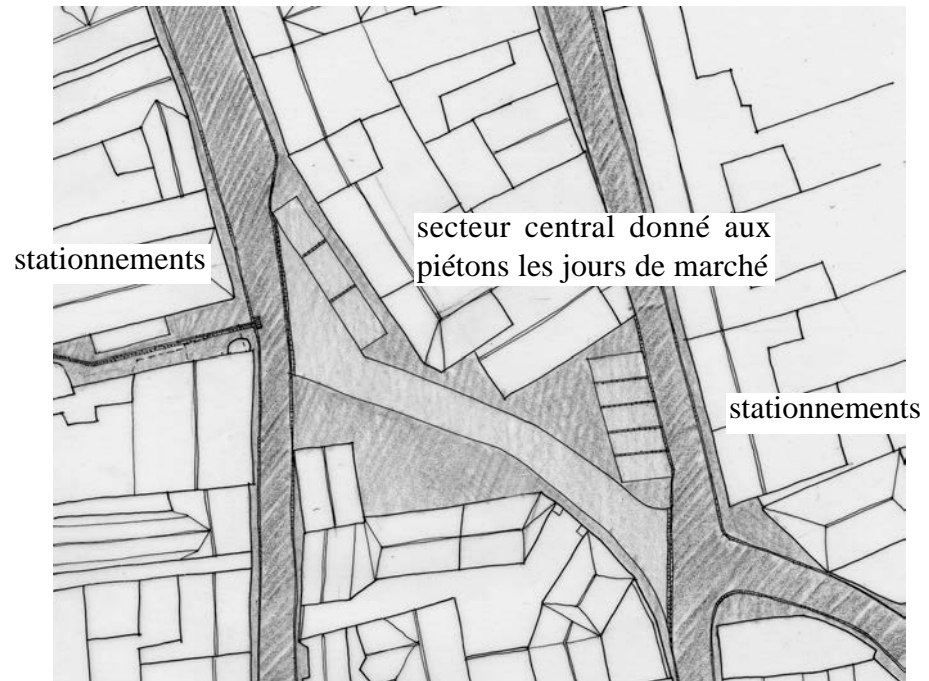 secteur central donné aux
piétons les jours de marché
stationnements
stationnements